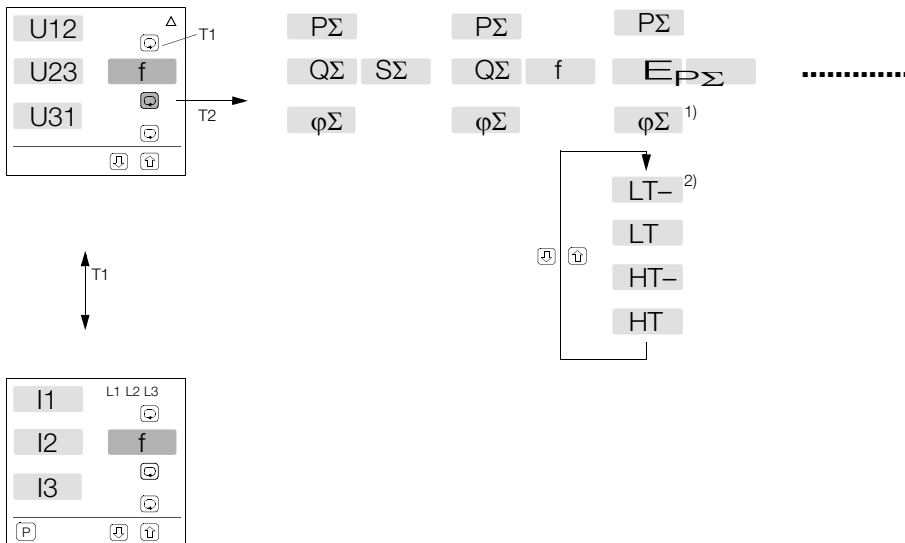 U12 △ PΣ PΣ PΣ
T1
U23 f QΣ SΣ QΣ f E PΣ
U31 T2 φΣ φΣ φΣ 1)
LT– 2)
LT
T1 HT–
HT
I1 L1 L2 L3
I2 f
I3
P